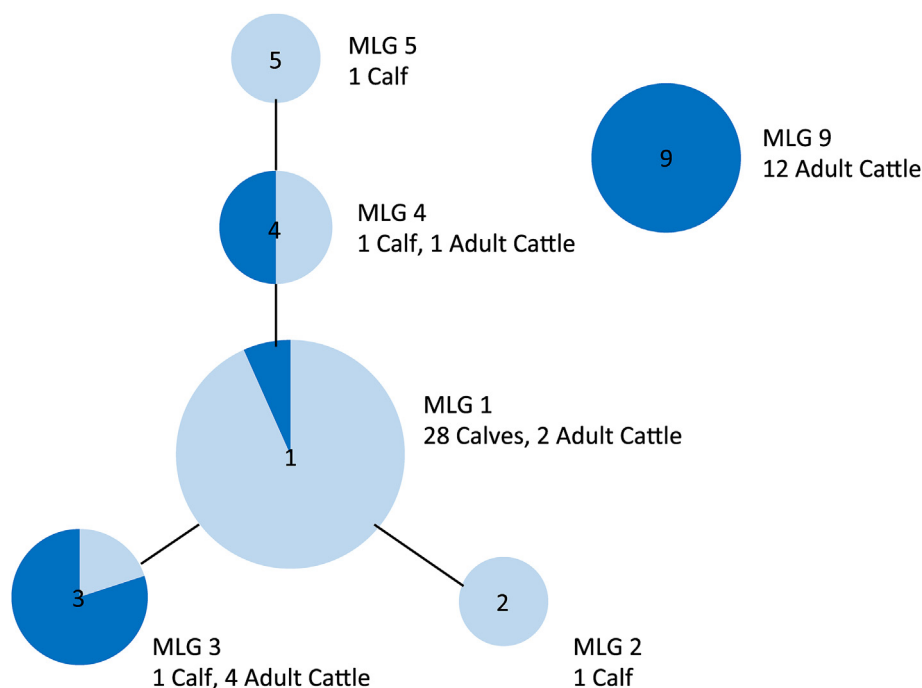 5
MLG 5
1 Calf
9
MLG 9
12 Adult Cattle
4
MLG 4
1 Calf, 1 Adult Cattle
1
MLG 1
28 Calves, 2 Adult Cattle
3
MLG 3
1 Calf, 4 Adult Cattle
2
MLG 2
1 Calf